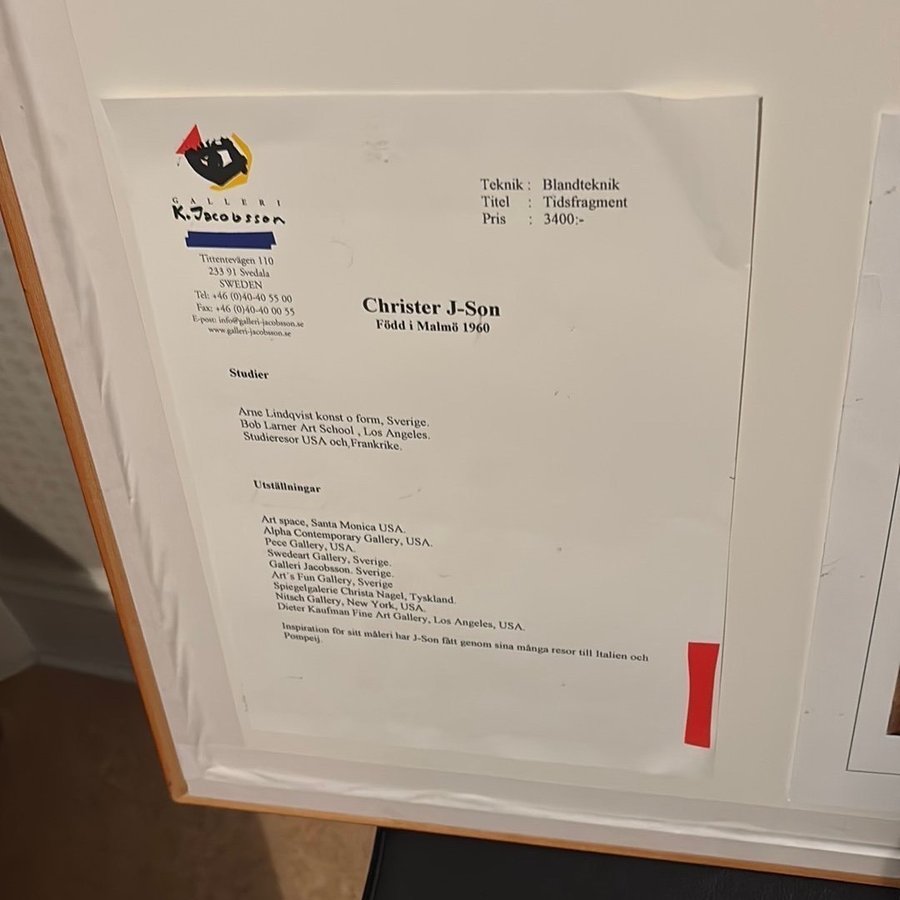 GALLERI
K. Jacobsson
Tittentevägen 110
233 91 Svedala
SWEDEN
Tel: +46 (0)40-40 55 00
Fax: +46 (0)40-40 00 55
E-post: info@galleri-jacobsson.se
www.galleri-jacobsson.se
Teknik : Blandteknik
Titel : Tidsfragment
Pris : 3400:-
Christer J-Son
Född i Malmö 1960
Studier
Arne Lindqvist konst o form, Sverige.
Bob Larner Art School , Los Angeles.
Studieresor USA och Frankrike.
Utställningar
Art space, Santa Monica USA.
Alpha Contemporary Gallery, USA.
Pece Gallery, USA.
Swedeart Gallery, Sverige.
Galleri Jacobsson. Sverige.
Art´s Fun Gallery, Sverige
Spiegelgalerie Christa Nagel, Tyskland.
Nitsch Gallery, New York, USA.
Dieter Kaufman Fine Art Gallery, Los Angeles, USA.
Inspiration för sitt måleri har J-Son fått genom sina många resor till Italien och
Pompeij.